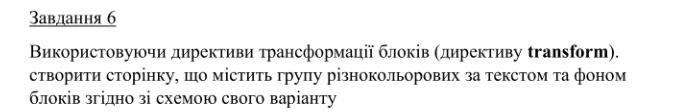 Завдання 6
Використовуючи директиви трансформації блоків (директиву transform).
створити сторінку, що містить групу різнокольорових за текстом та фоном
блоків згідно зі схемою свого варіанту